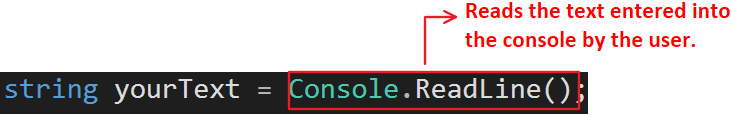 Reads the text entered into
the console by the user.
string yourText = Console.ReadLine();